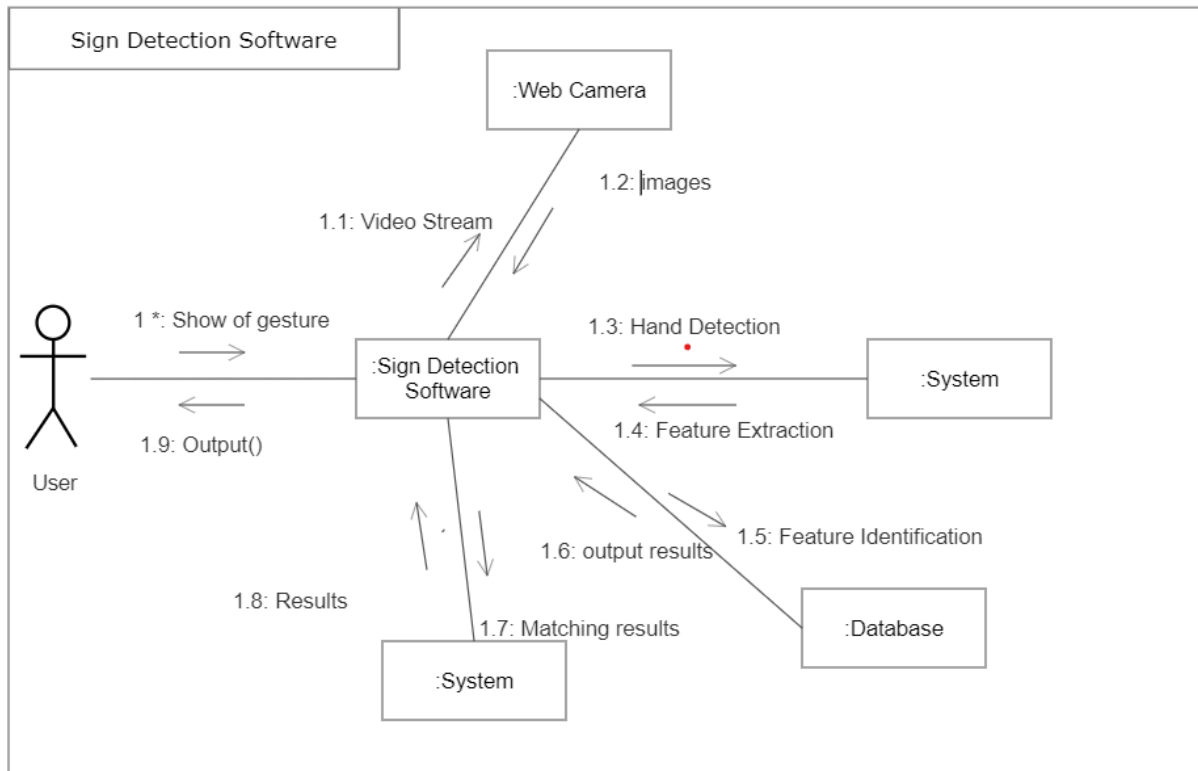 Sign Detection Software
:Web Camera
1.2: images
1.1: Video Stream
1 *: Show of gesture
1.3: Hand Detection
:Sign Detection
Software
:System
1.4: Feature Extraction
1.9: Output()
User
1.5: Feature Identification
1.6: output results
1.8: Results
1.7: Matching results
:Database
:System